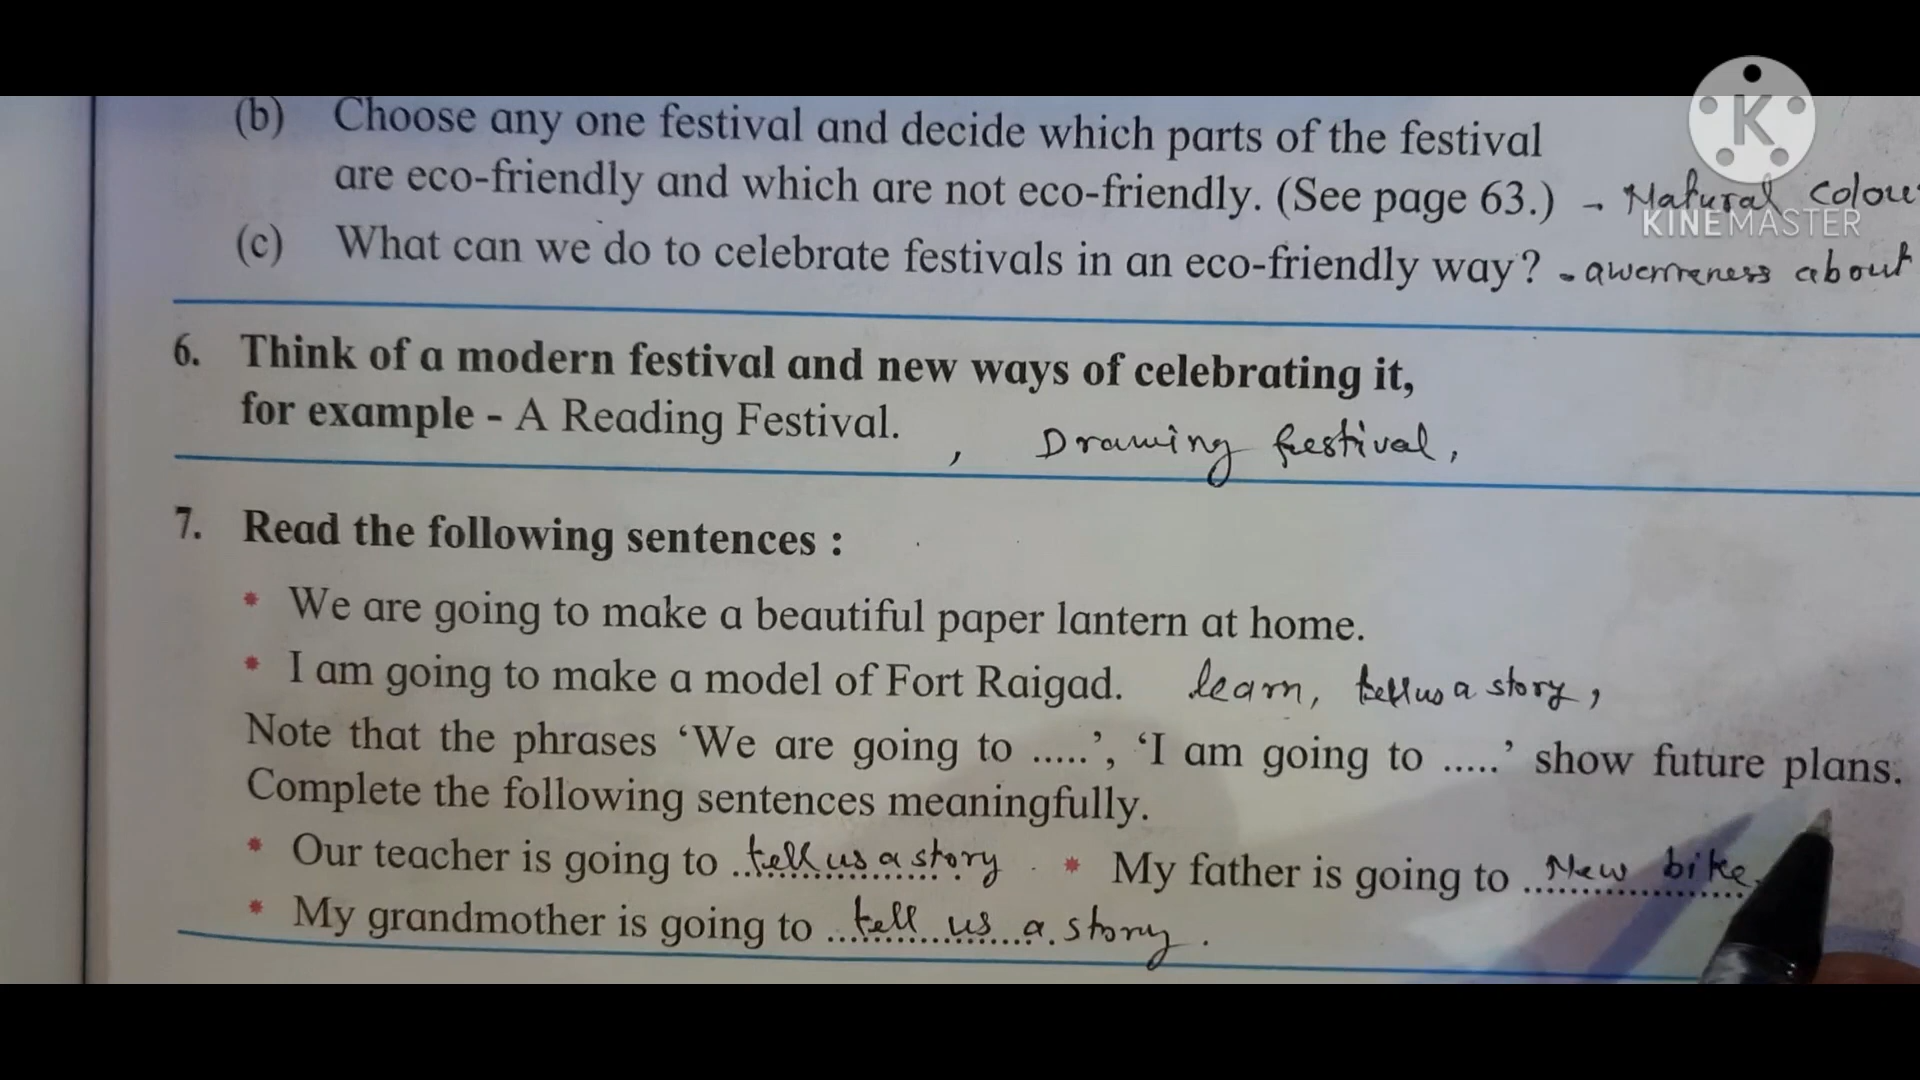 (b) Choose any one festival and decide which parts of the festival
are eco-friendly and which are not eco-friendly. (See page 63.) - Natural colou
KINEMASTER
(c) What can we do to celebrate festivals in an eco-friendly way? - awerreness about
6. Think of a modern festival and new ways of celebrating it,
for example - A Reading Festival. , Drawing festival,
7. Read the following sentences :
* We are going to make a beautiful paper lantern at home.
* I am going to make a model of Fort Raigad. learn, tell us a story,
Note that the phrases ‘We are going to .....’, ‘I am going to .....’ show future plans.
Complete the following sentences meaningfully.
* Our teacher is going to tell us a story * My father is going to New bike.
* My grandmother is going to tell us a story.